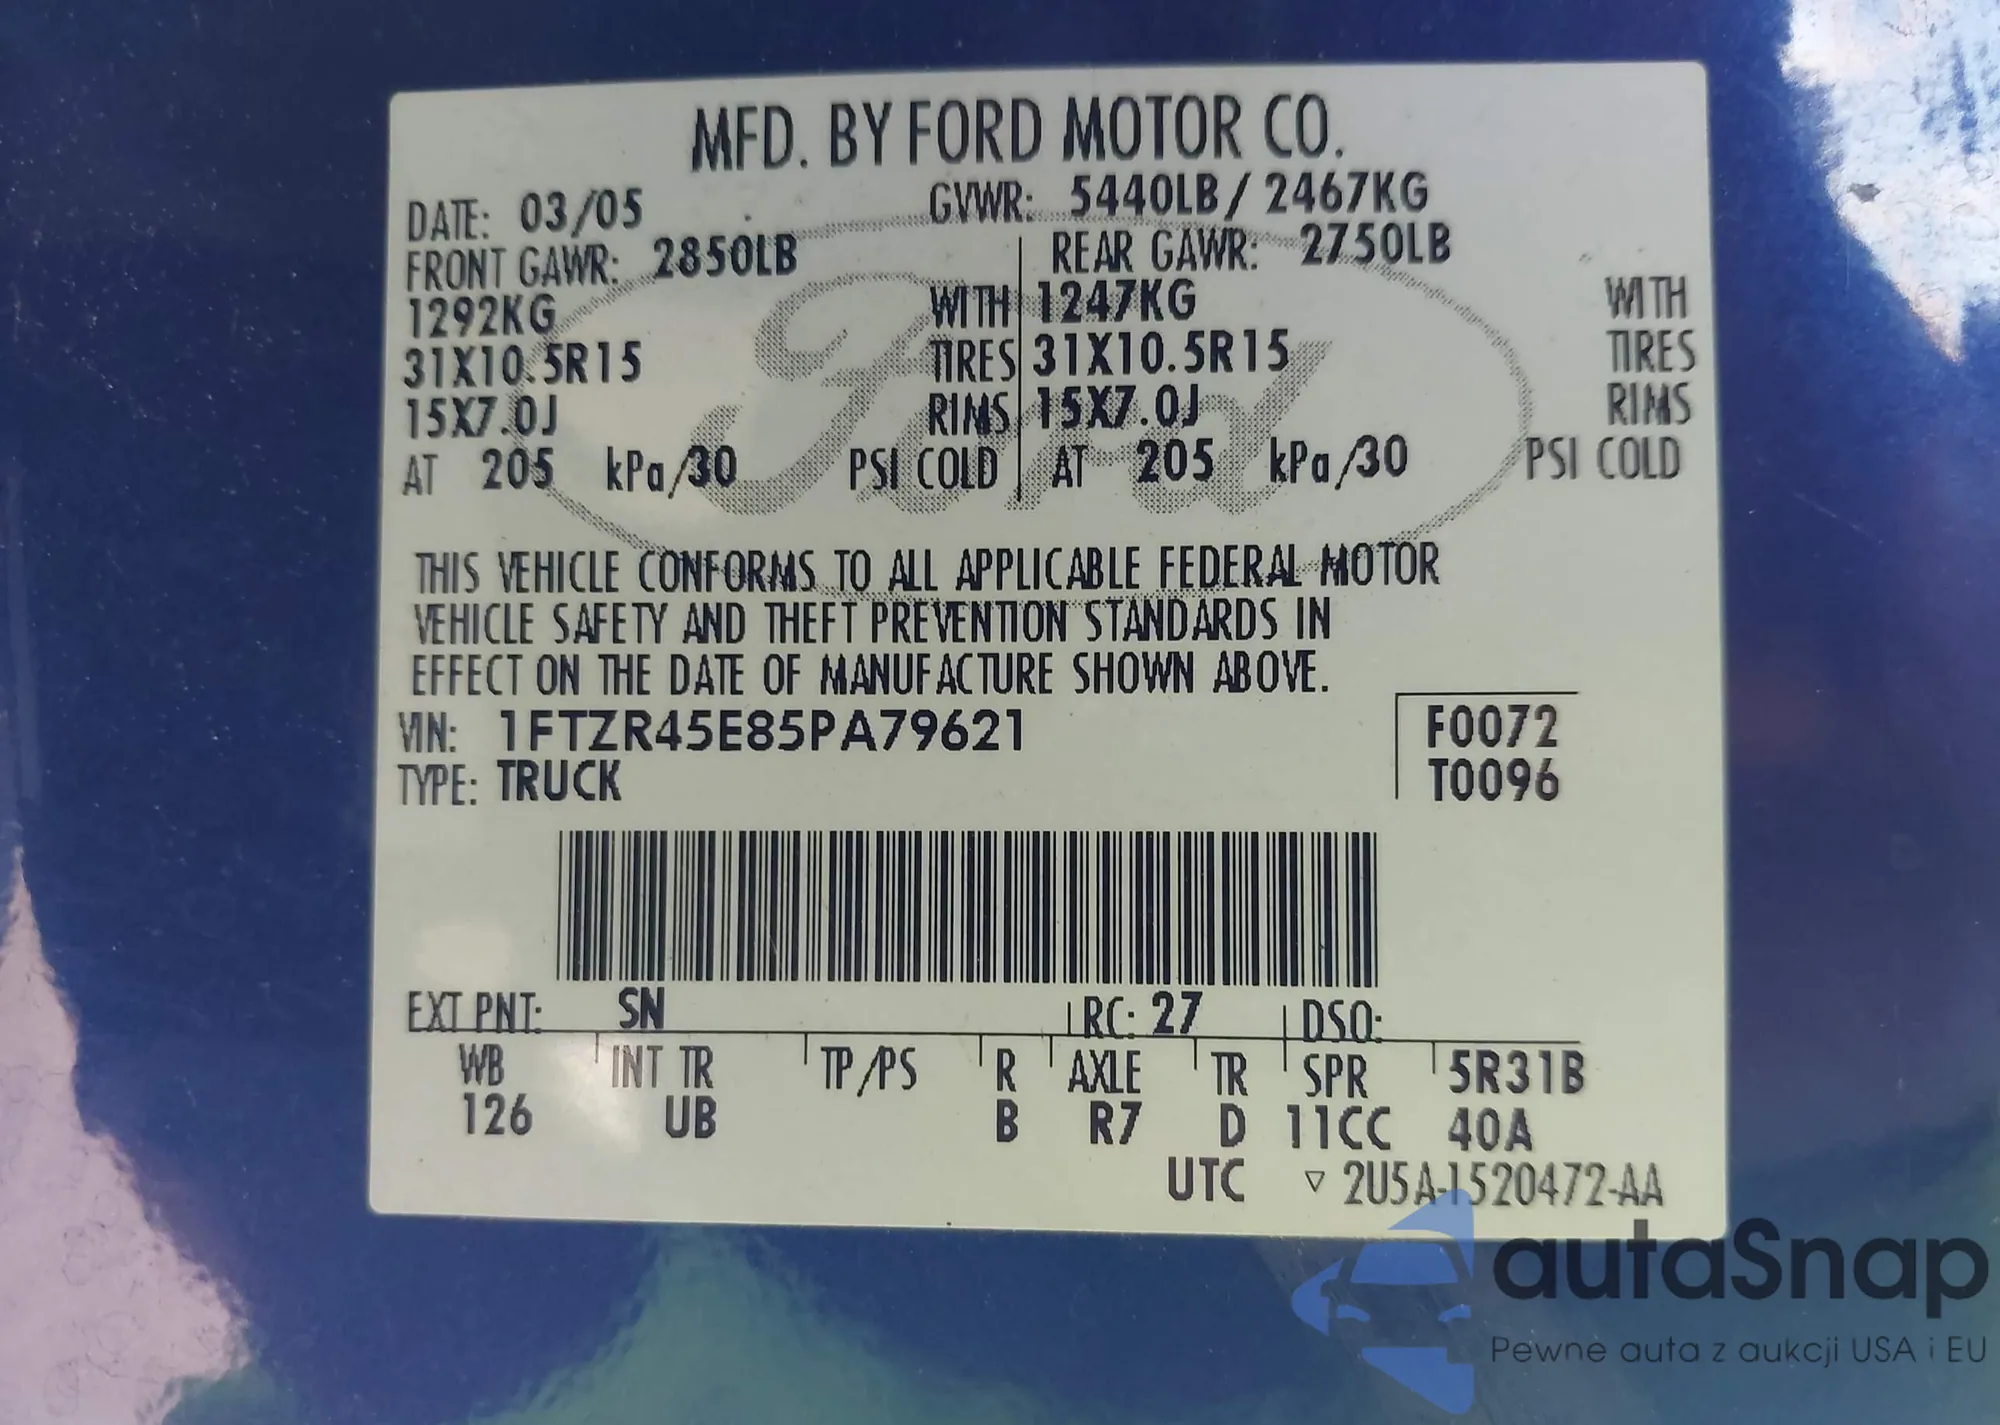 MFD. BY FORD MOTOR CO.
DATE: 03/05 GVWR: 5440LB / 2467KG
FRONT GAWR: 2850LB REAR GAWR: 2750LB
1292KG WITH 1247KG WITH
31X10.5R15 TIRES 31X10.5R15 TIRES
15X7.0J RIMS 15X7.0J RIMS
AT 205 kPa/30 PSI COLD AT 205 kPa/30 PSI COLD
Ford
THIS VEHICLE CONFORMS TO ALL APPLICABLE FEDERAL MOTOR
VEHICLE SAFETY AND THEFT PREVENTION STANDARDS IN
EFFECT ON THE DATE OF MANUFACTURE SHOWN ABOVE.
VIN: 1FTZR45E85PA79621 F0072
TYPE: TRUCK T0096
EXT PNT: SN RC: 27 DSO:
WB INT TR TP/PS R AXLE TR SPR 5R31B
126 UB B R7 D 11CC 40A
UTC ▽ 2U5A-1520472-AA
autaSnap
Pewne auta z aukcji USA i EU